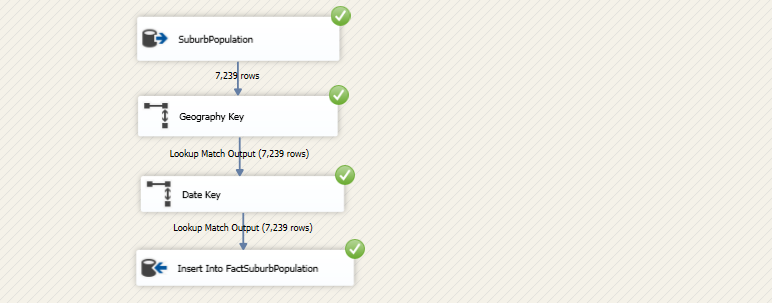 SuburbPopulation
7,239 rows
Geography Key
Lookup Match Output (7,239 rows)
Date Key
Lookup Match Output (7,239 rows)
Insert Into FactSuburbPopulation